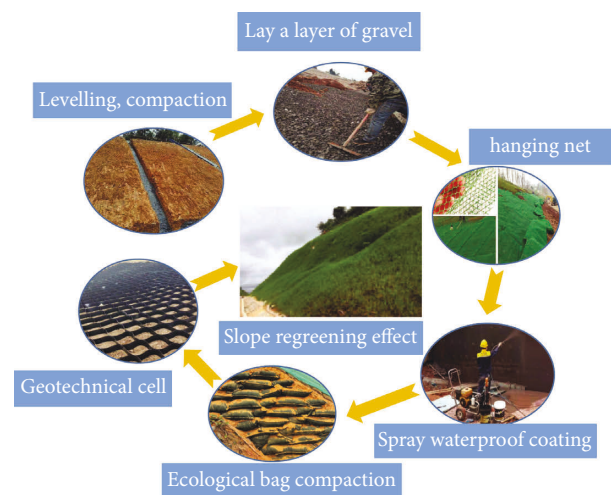 Lay a layer of gravel
Levelling, compaction
hanging net
Slope regreening effect
Geotechnical cell
Spray waterproof coating
Ecological bag compaction